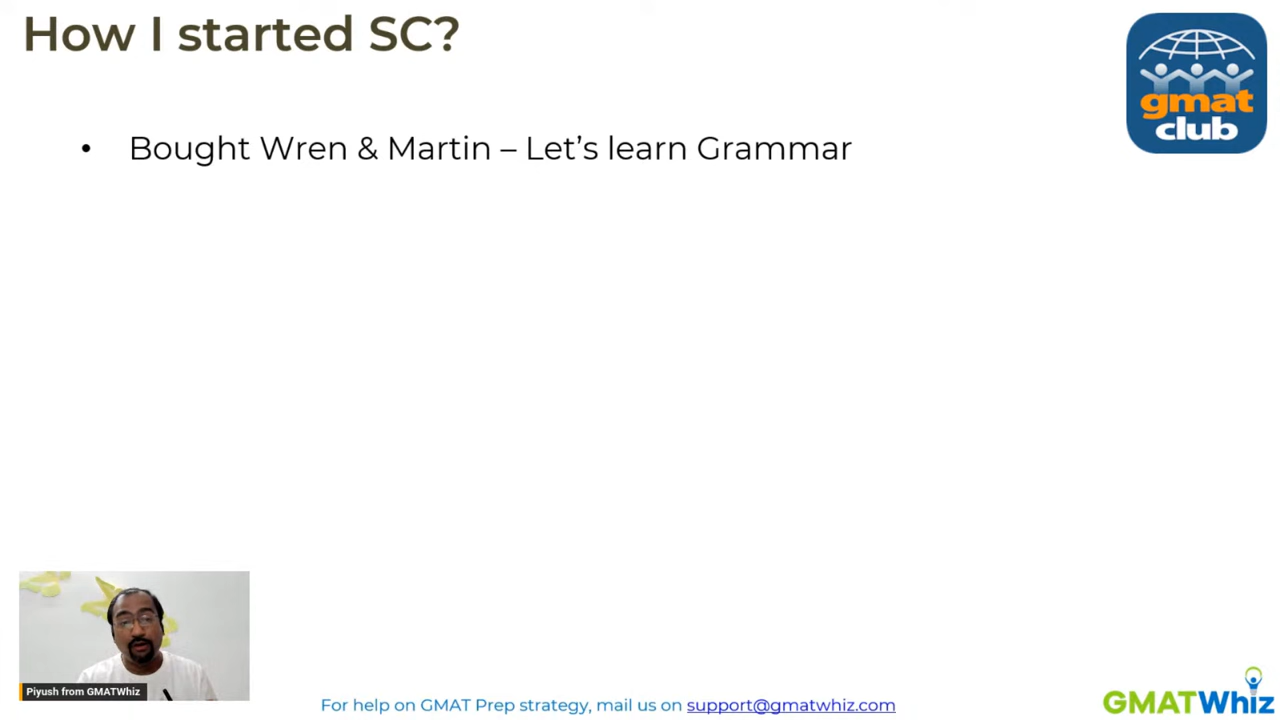 How I started SC?
gmat
club
• Bought Wren & Martin – Let's learn Grammar
Piyush from GMATWhiz
For help on GMAT Prep strategy, mail us on support@gmatwhiz.com
GMATWhiz